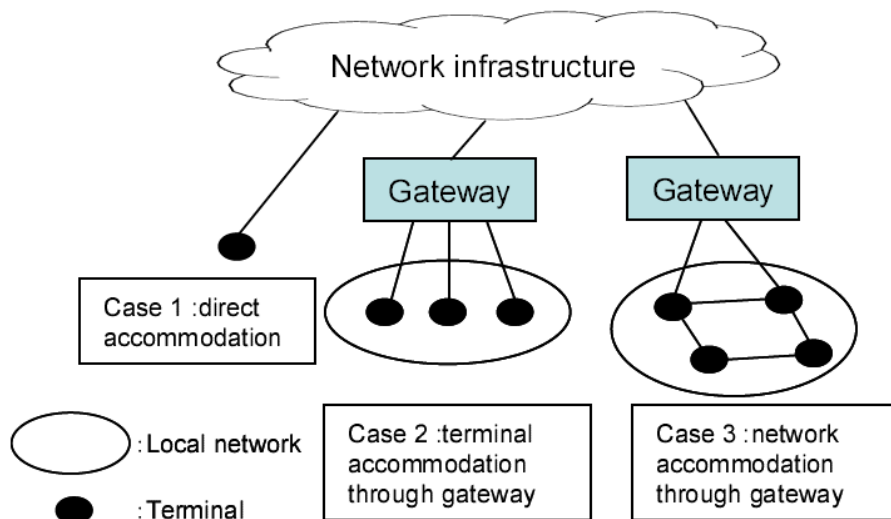 Network infrastructure
Gateway
Gateway
Case 1 :direct
accommodation
Case 2 :terminal
accommodation
through gateway
Case 3 :network
accommodation
through gateway
:Local network
:Terminal